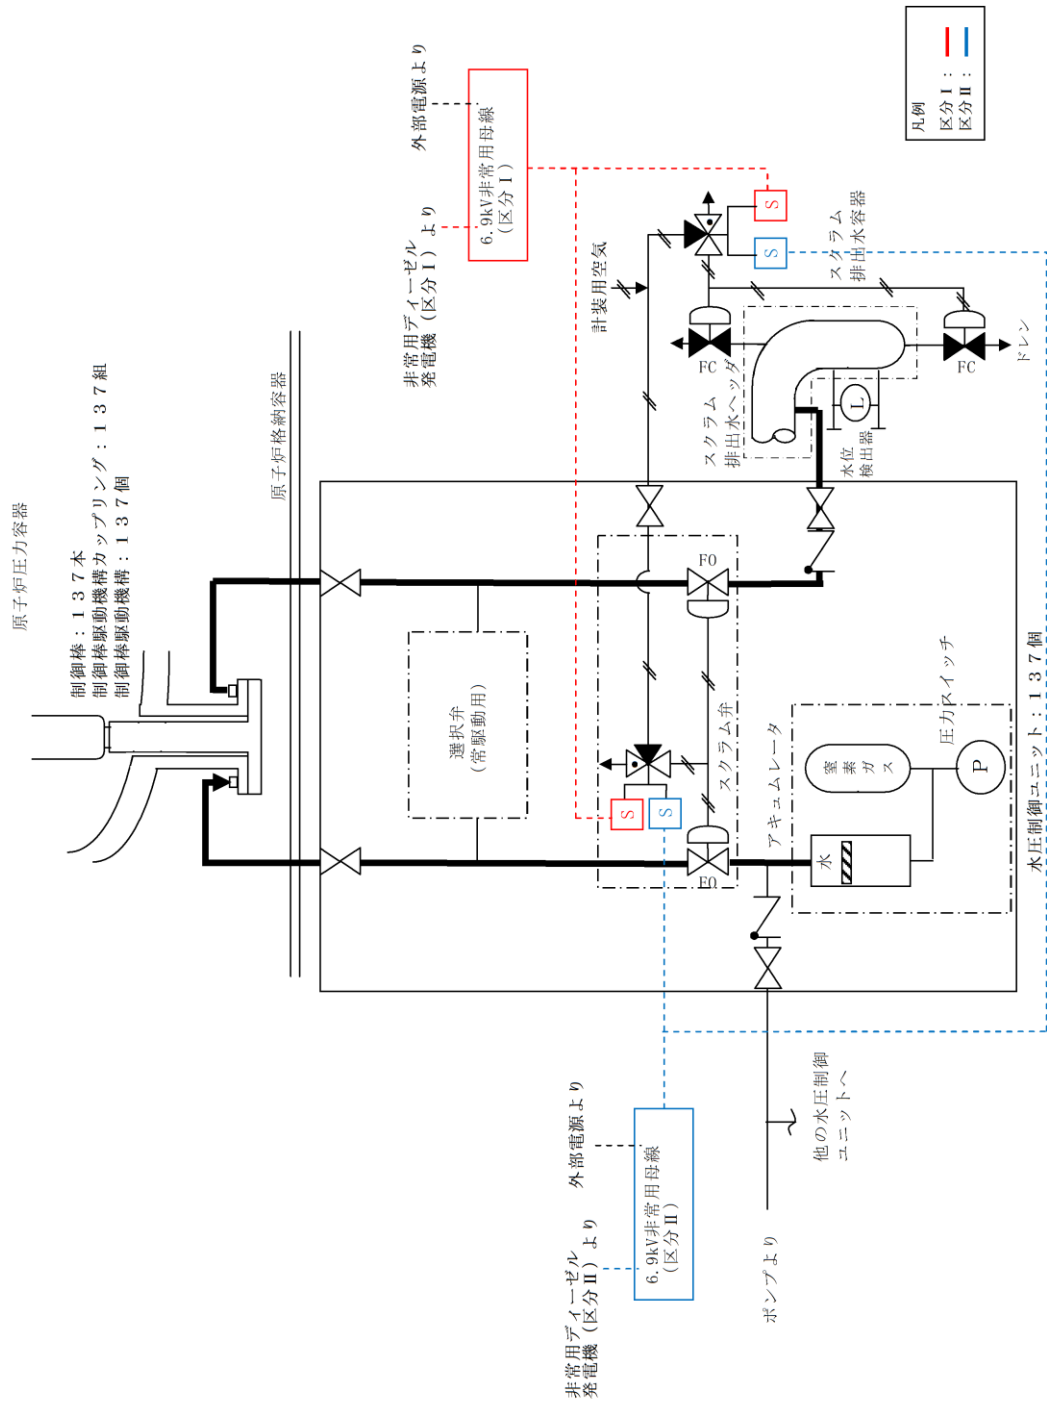 原子炉圧力容器
制御棒：１３７本
制御棒駆動機構カップリング：１３７組
制御棒駆動機構：１３７個
原子炉格納容器
非常用ディーゼル
発電機（区分Ⅰ）より
外部電源より
6.9kV非常用母線
（区分Ⅰ）
選択弁
（常駆動用）
計装用空気
S
S
S
S
スクラム
排出水容器
スクラム
排出水ヘッダ
FC
FC
ドレン
L
水位
検出器
FO
FO
スクラム弁
アキュムレータ
水
窒素ガス
圧力スイッチ
P
水圧制御ユニット：１３７個
非常用ディーゼル
発電機（区分Ⅱ）より
外部電源より
6.9kV非常用母線
（区分Ⅱ）
ポンプより
他の水圧制御
ユニットへ
凡例
区分Ⅰ：
区分Ⅱ：